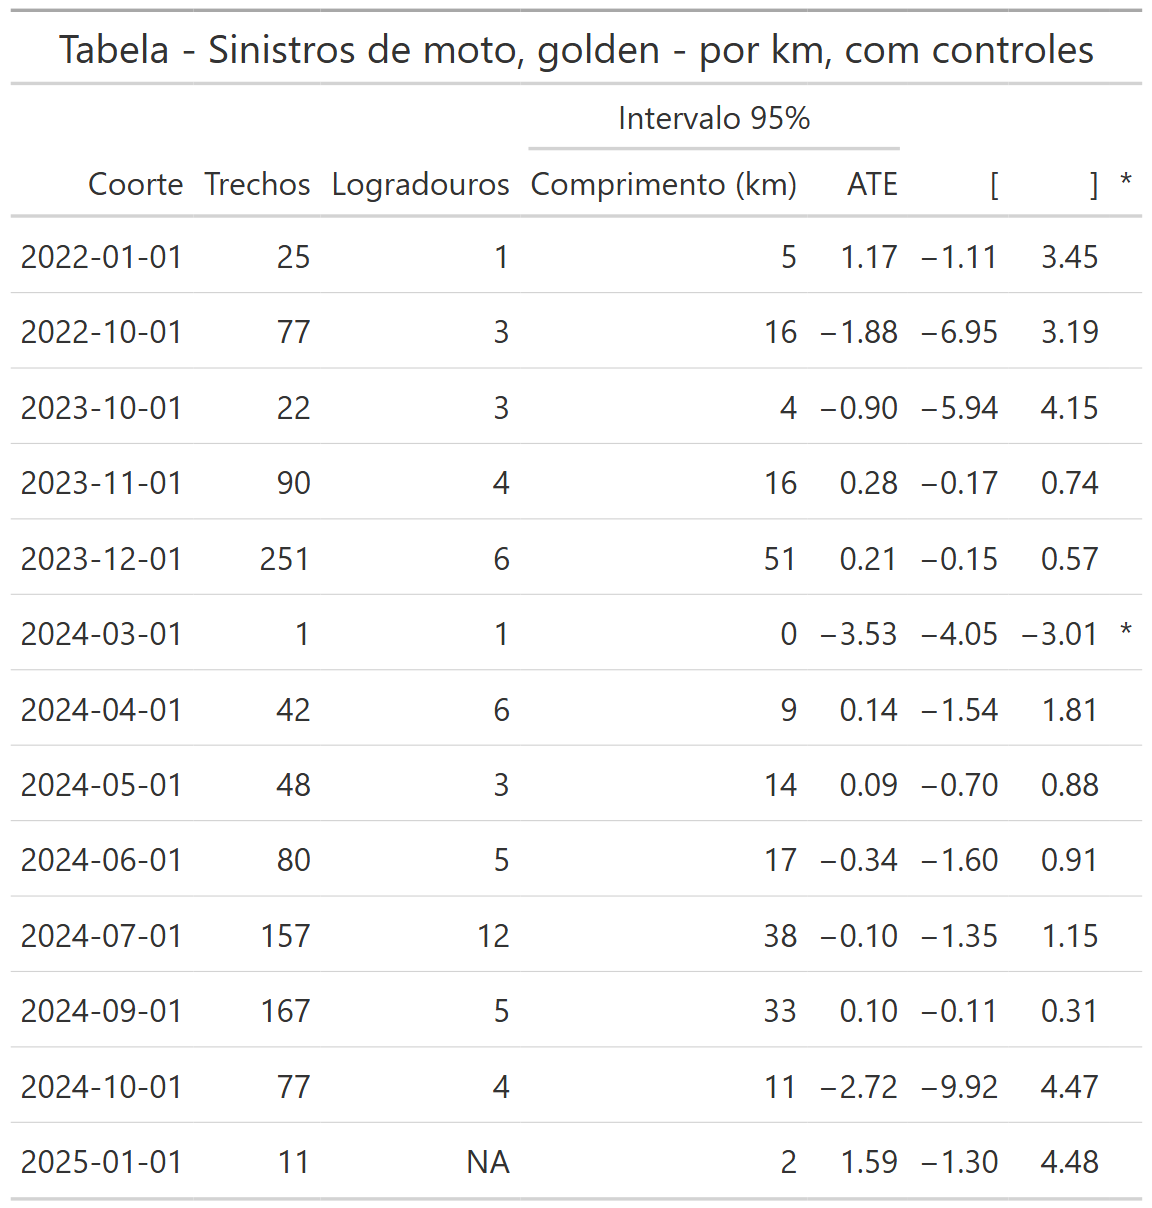 Tabela - Sinistros de moto, golden - por km, com controles
Intervalo 95%
Coorte Trechos Logradouros Comprimento (km) ATE [ ] *
2022-01-01 25 1 5 1.17 −1.11 3.45
2022-10-01 77 3 16 −1.88 −6.95 3.19
2023-10-01 22 3 4 −0.90 −5.94 4.15
2023-11-01 90 4 16 0.28 −0.17 0.74
2023-12-01 251 6 51 0.21 −0.15 0.57
2024-03-01 1 1 0 −3.53 −4.05 −3.01 *
2024-04-01 42 6 9 0.14 −1.54 1.81
2024-05-01 48 3 14 0.09 −0.70 0.88
2024-06-01 80 5 17 −0.34 −1.60 0.91
2024-07-01 157 12 38 −0.10 −1.35 1.15
2024-09-01 167 5 33 0.10 −0.11 0.31
2024-10-01 77 4 11 −2.72 −9.92 4.47
2025-01-01 11 NA 2 1.59 −1.30 4.48